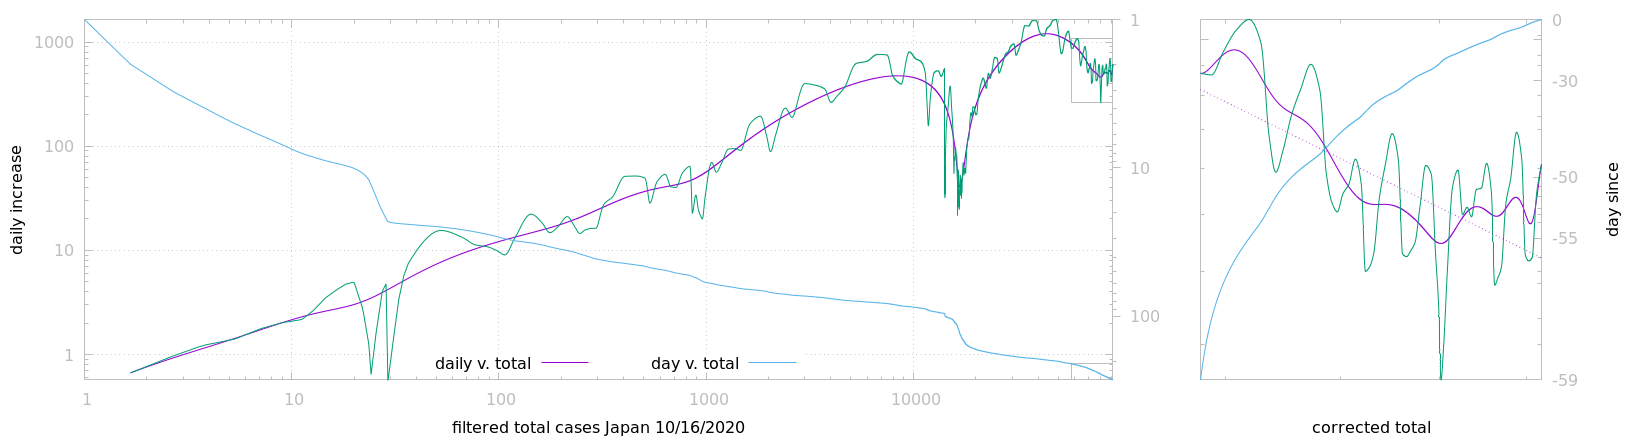 1000
100
10
1
daily increase
1
10
100
1000
10000
1
10
100
daily v. total
day v. total
filtered total cases Japan 10/16/2020
0
-30
-50
-55
-59
day since
corrected total